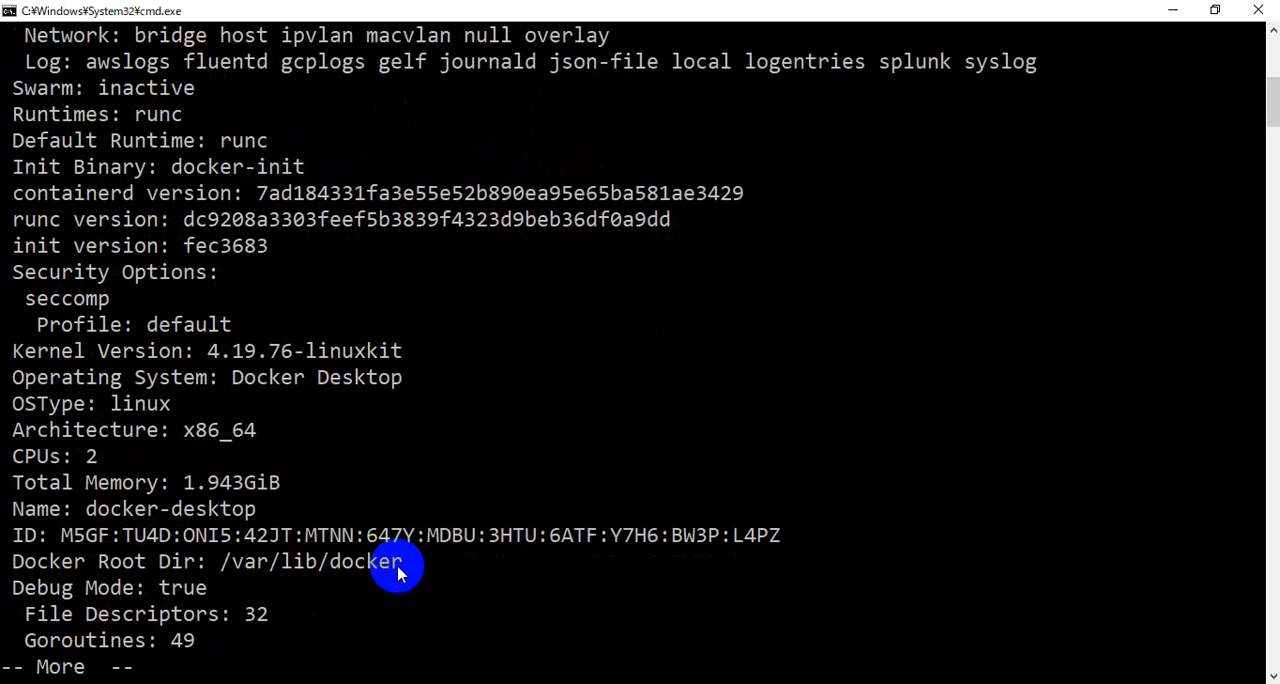 C:¥Windows¥System32¥cmd.exe
Network: bridge host ipvlan macvlan null overlay
Log: awslogs fluentd gcplogs gelf journald json-file local logentries splunk syslog
Swarm: inactive
Runtimes: runc
Default Runtime: runc
Init Binary: docker-init
containerd version: 7ad184331fa3e55e52b890ea95e65ba581ae3429
runc version: dc9208a3303feef5b3839f4323d9beb36df0a9dd
init version: fec3683
Security Options:
seccomp
Profile: default
Kernel Version: 4.19.76-linuxkit
Operating System: Docker Desktop
OSType: linux
Architecture: x86_64
CPUs: 2
Total Memory: 1.943GiB
Name: docker-desktop
ID: M5GF:TU4D:ONI5:42JT:MTNN:647Y:MDBU:3HTU:6ATF:Y7H6:BW3P:L4PZ
Docker Root Dir: /var/lib/docker
Debug Mode: true
File Descriptors: 32
Goroutines: 49
-- More  --